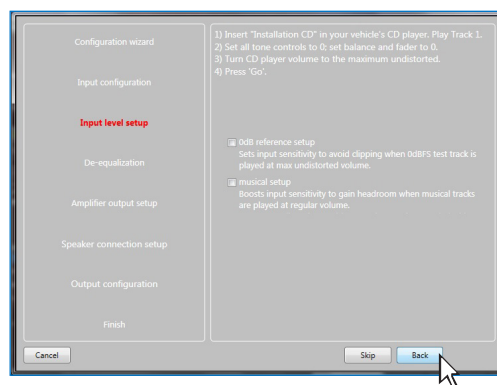 Configuration wizard
Input configuration
Input level setup
De-equalization
Amplifier output setup
Speaker connection setup
Output configuration
Finish
1) Insert "Installation CD" in your vehicle's CD player. Play Track 1.
2) Set all tone controls to 0; set balance and fader to 0.
3) Turn CD player volume to the maximum undistorted.
4) Press 'Go'.
0dB reference setup
Sets input sensitivity to avoid clipping when 0dBFS test track is
played at max undistorted volume.
musical setup
Boosts input sensitivity to gain headroom when musical tracks
are played at regular volume.
Cancel
Skip
Back